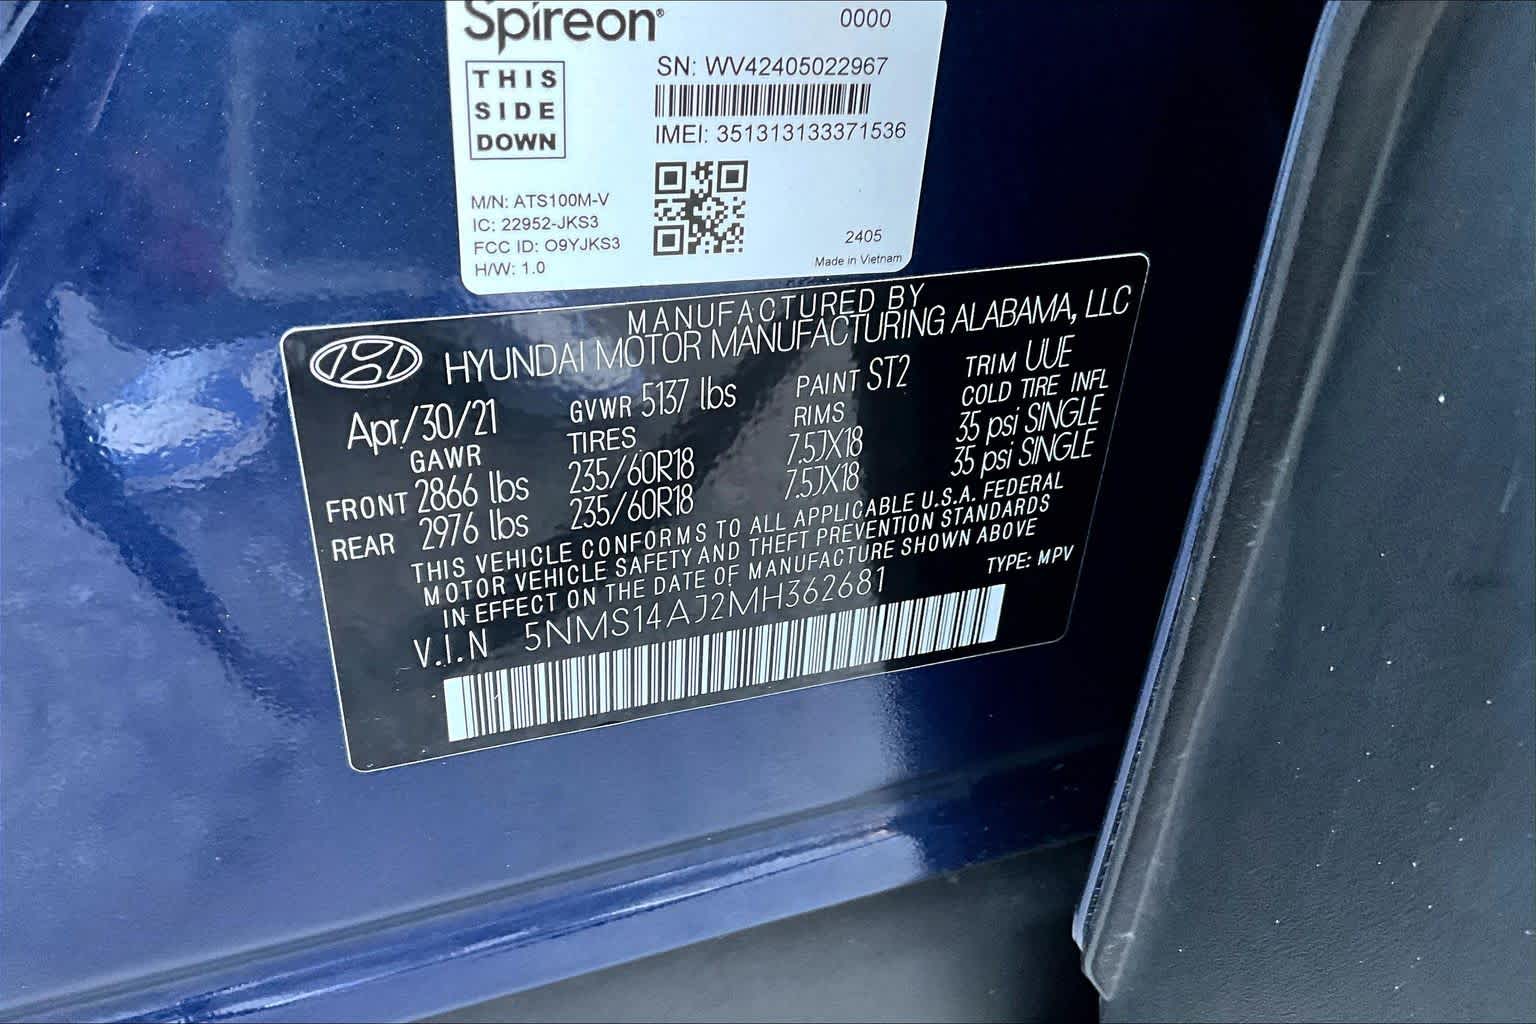 Spireon®
0000
THIS
SIDE
DOWN
SN: WV42405022967
IMEI: 351313133371536
M/N: ATS100M-V
IC: 22952-JKS3
FCC ID: O9YJKS3
H/W: 1.0
2405
Made in Vietnam
MANUFACTURED BY
HYUNDAI MOTOR MANUFACTURING ALABAMA, LLC
Apr/30/21 GVWR 5137 lbs PAINT ST2 TRIM UUE
GAWR TIRES RIMS COLD TIRE INFL
FRONT 2866 lbs 235/60R18 7.5JX18 35 psi SINGLE
REAR 2976 lbs 235/60R18 7.5JX18 35 psi SINGLE
THIS VEHICLE CONFORMS TO ALL APPLICABLE U.S.A. FEDERAL
MOTOR VEHICLE SAFETY AND THEFT PREVENTION STANDARDS
IN EFFECT ON THE DATE OF MANUFACTURE SHOWN ABOVE
V.I.N 5NMS14AJ2MH362681 TYPE: MPV